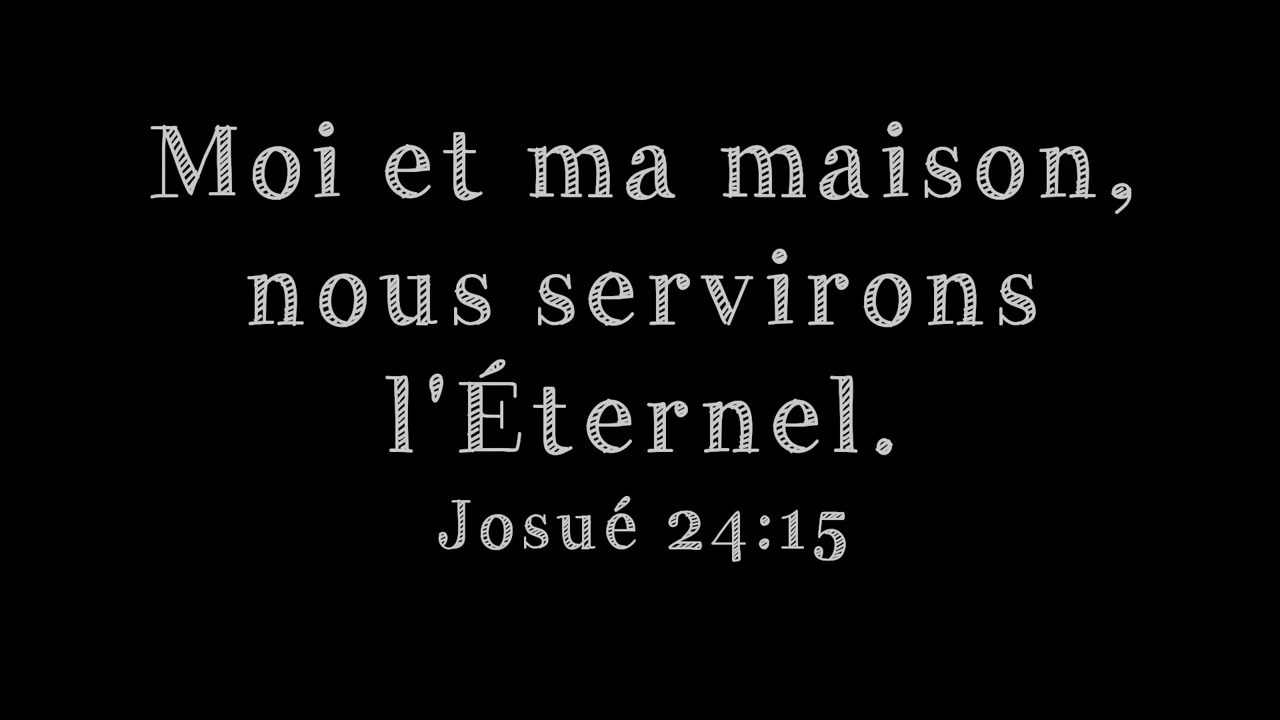 Moi et ma maison,
nous servirons
l'Éternel.
Josué 24:15